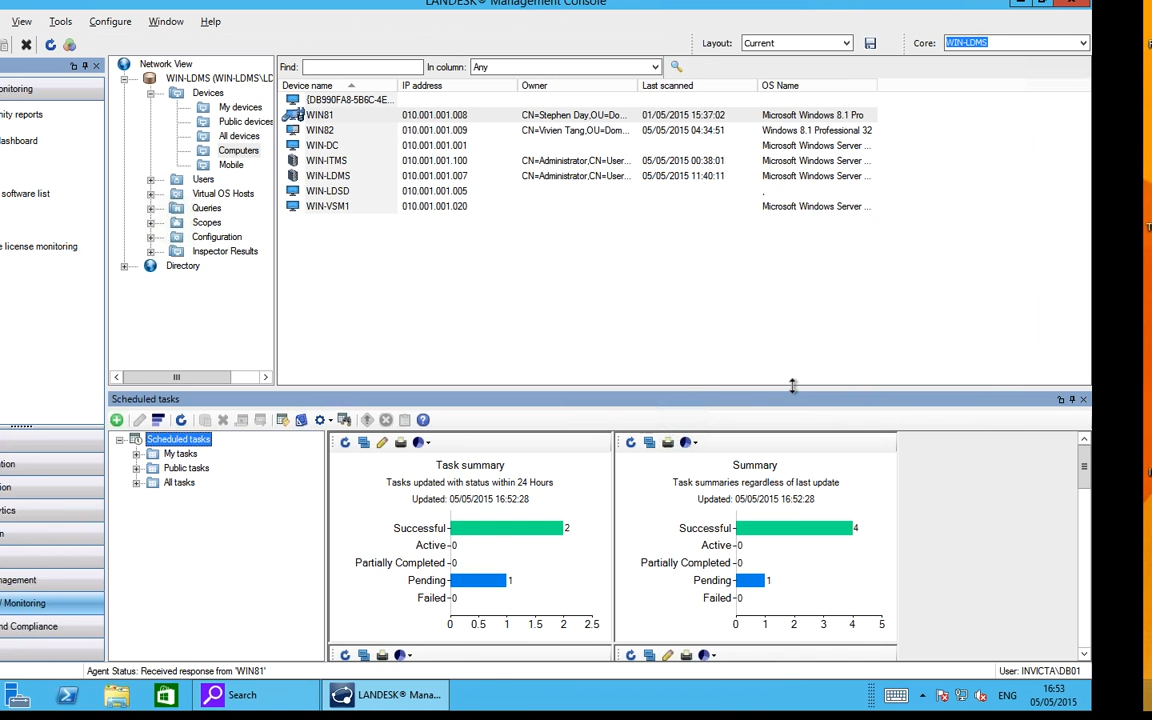 LANDESK® Management Console
View Tools Configure Window Help
Layout: Current Core: WIN-LDMS
onitoring
ity reports
ashboard
software list
e license monitoring
Network View
WIN-LDMS (WIN-LDMS\LD
Devices
My devices
Public devices
All devices
Computers
Mobile
Users
Virtual OS Hosts
Queries
Scopes
Configuration
Inspector Results
Directory
Find: In column: Any
Device name IP address Owner Last scanned OS Name
{DB990FA8-5B6C-4E...
WIN81 010.001.001.008 CN=Stephen Day,OU=Do... 01/05/2015 15:37:02 Microsoft Windows 8.1 Pro
WIN82 010.001.001.009 CN=Vivien Tang,OU=Dom... 05/05/2015 04:34:51 Windows 8.1 Professional 32
WIN-DC 010.001.001.001 Microsoft Windows Server ...
WIN-ITMS 010.001.001.100 CN=Administrator,CN=User... 05/05/2015 00:38:01 Microsoft Windows Server ...
WIN-LDMS 010.001.001.007 CN=Administrator,CN=User... 05/05/2015 11:40:11 Microsoft Windows Server ...
WIN-LDSD 010.001.001.005 .
WIN-VSM1 010.001.001.020 Microsoft Windows Server ...
Scheduled tasks
Scheduled tasks
My tasks
Public tasks
All tasks
Task summary
Tasks updated with status within 24 Hours
Updated: 05/05/2015 16:52:28
Successful 2
Active 0
Partially Completed 0
Pending 1
Failed 0
0 0.5 1 1.5 2 2.5
Summary
Task summaries regardless of last update
Updated: 05/05/2015 16:52:28
Successful 4
Active 0
Partially Completed 0
Pending 1
Failed 0
0 1 2 3 4 5
tion
ion
ytics
n
nagement
/ Monitoring
nd Compliance
Agent Status: Received response from 'WIN81' User: INVICTA\DB01
Search
LANDESK® Mana...
ENG
16:53
05/05/2015